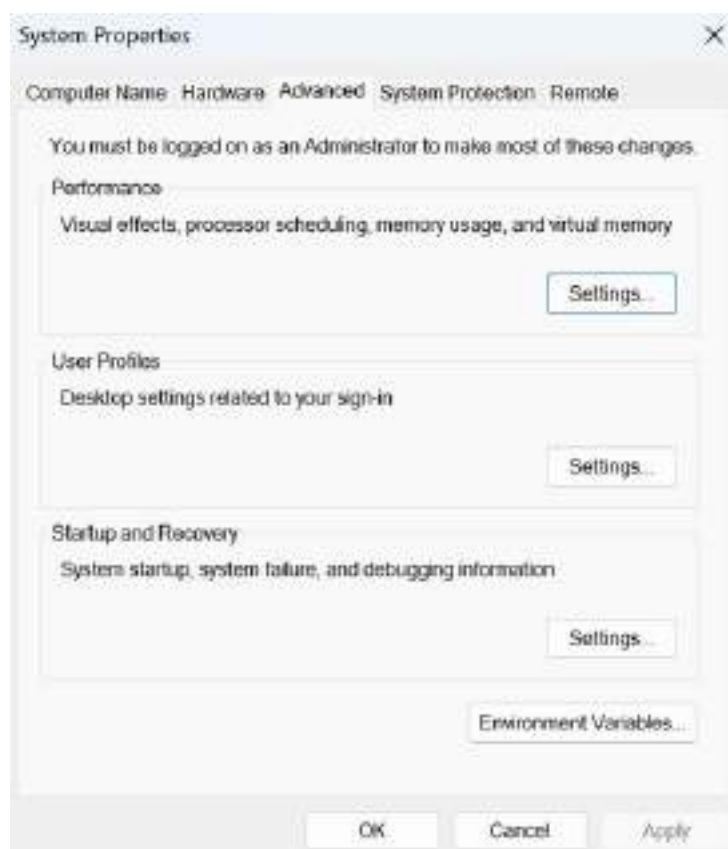 System Properties
Computer Name Hardware Advanced System Protection Remote
You must be logged on as an Administrator to make most of these changes.
Performance
Visual effects, processor scheduling, memory usage, and virtual memory
Settings...
User Profiles
Desktop settings related to your sign-in
Settings...
Startup and Recovery
System startup, system failure, and debugging information
Settings...
Environment Variables...
OK Cancel Apply